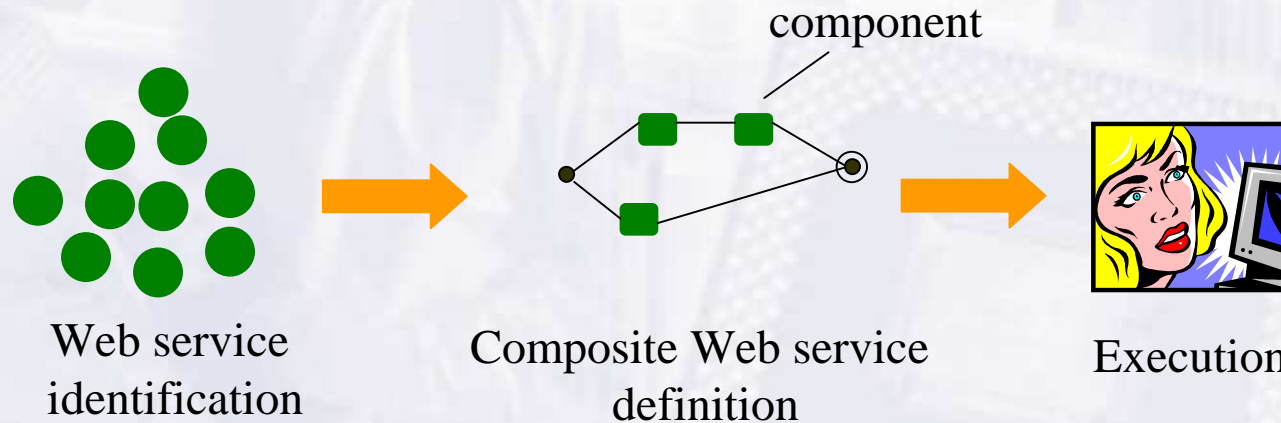 component
Web service
identification
Composite Web service
definition
Execution